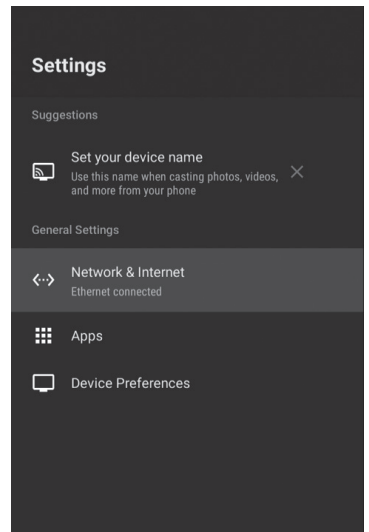 Settings
Suggestions
Set your device name
Use this name when casting photos, videos,
and more from your phone
General Settings
Network & Internet
Ethernet connected
Apps
Device Preferences